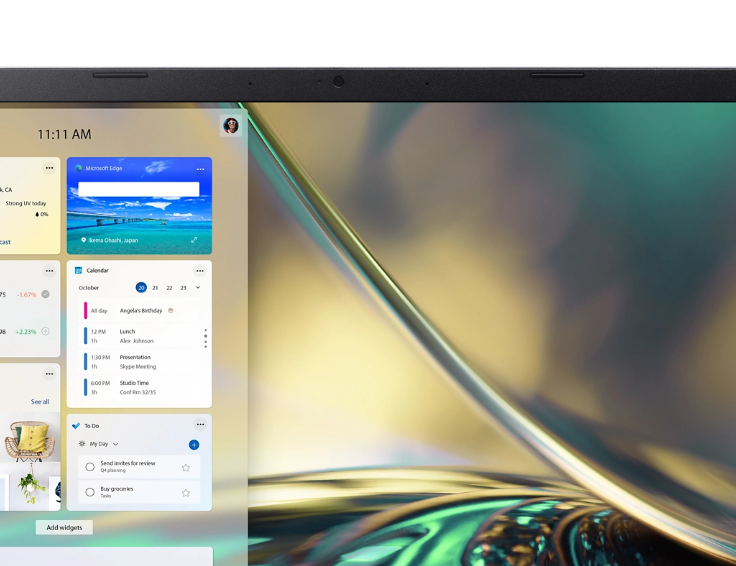 11:11 AM
k, CA
Strong UV today
0%
cast
75 -1.67%
98 +2.23%
See all
Microsoft Edge
Ikema Ohashi, Japan
Calendar
October 20 21 22 23
All day Angela's Birthday
12 PM Lunch
1h Alex Johnson
1:30 PM Presentation
1h Skype Meeting
6:00 PM Studio Time
3h Conf Rm 32/35
To Do
My Day
Send invites for review
Q4 planning
Buy groceries
Tasks
Add widgets